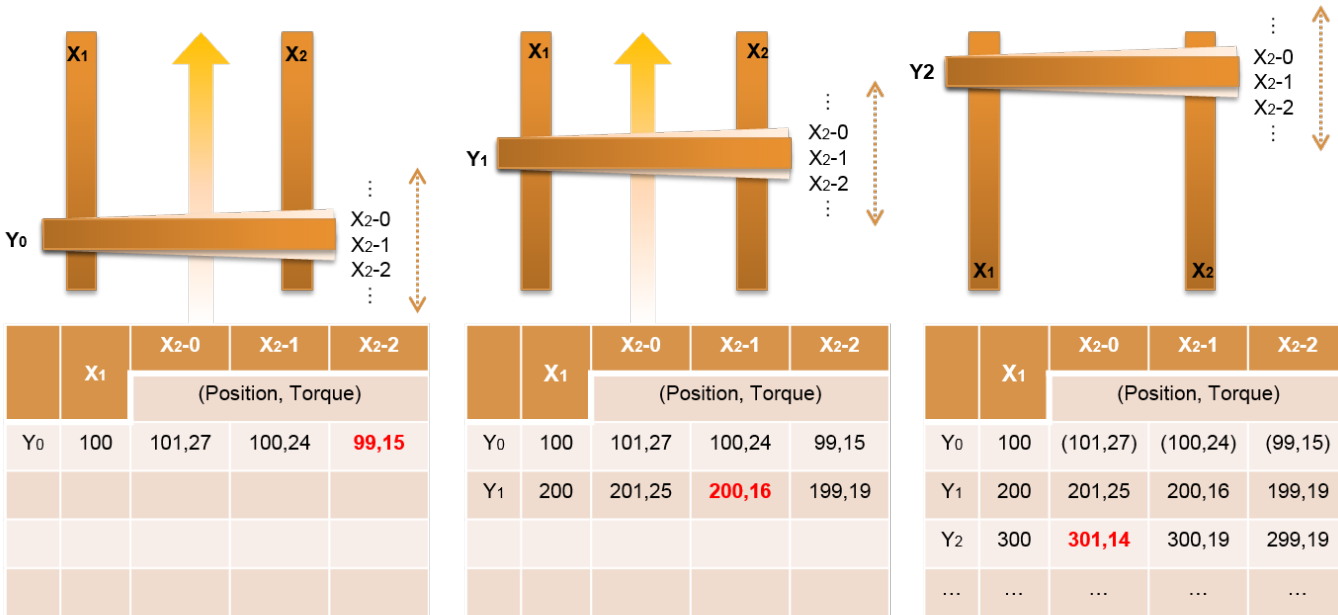 X1 X2
Y0
⋮
X2-0
X2-1
X2-2
⋮
X1 X2-0 X2-1 X2-2
(Position, Torque)
Y0 100 101,27 100,24 99,15
X1 X2
Y1
⋮
X2-0
X2-1
X2-2
⋮
X1 X2-0 X2-1 X2-2
(Position, Torque)
Y0 100 101,27 100,24 99,15
Y1 200 201,25 200,16 199,19
Y2
⋮
X2-0
X2-1
X2-2
⋮
X1 X2
X1 X2-0 X2-1 X2-2
(Position, Torque)
Y0 100 (101,27) (100,24) (99,15)
Y1 200 201,25 200,16 199,19
Y2 300 301,14 300,19 299,19
... ... ... ... ...